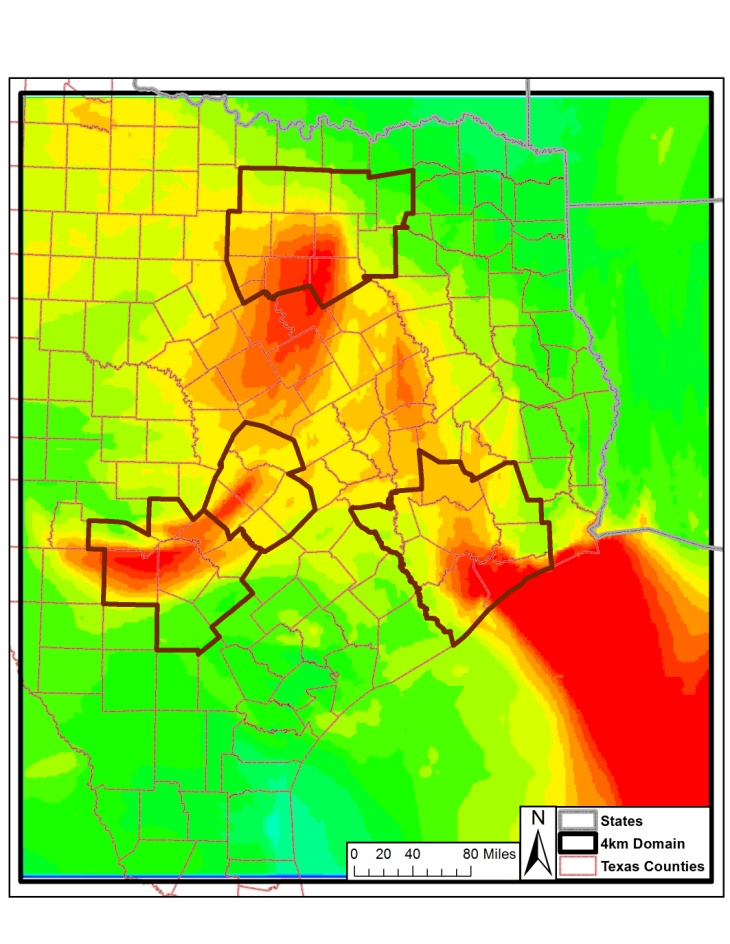 N
States
4km Domain
Texas Counties
0 20 40 80 Miles